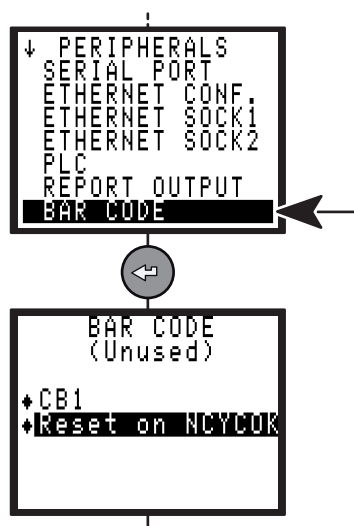 ↓ PERIPHERALS
SERIAL PORT
ETHERNET CONF.
ETHERNET SOCK1
ETHERNET SOCK2
PLC
REPORT OUTPUT
BAR CODE
BAR CODE
(Unused)
♦CB1
♦Reset on NCYCOK